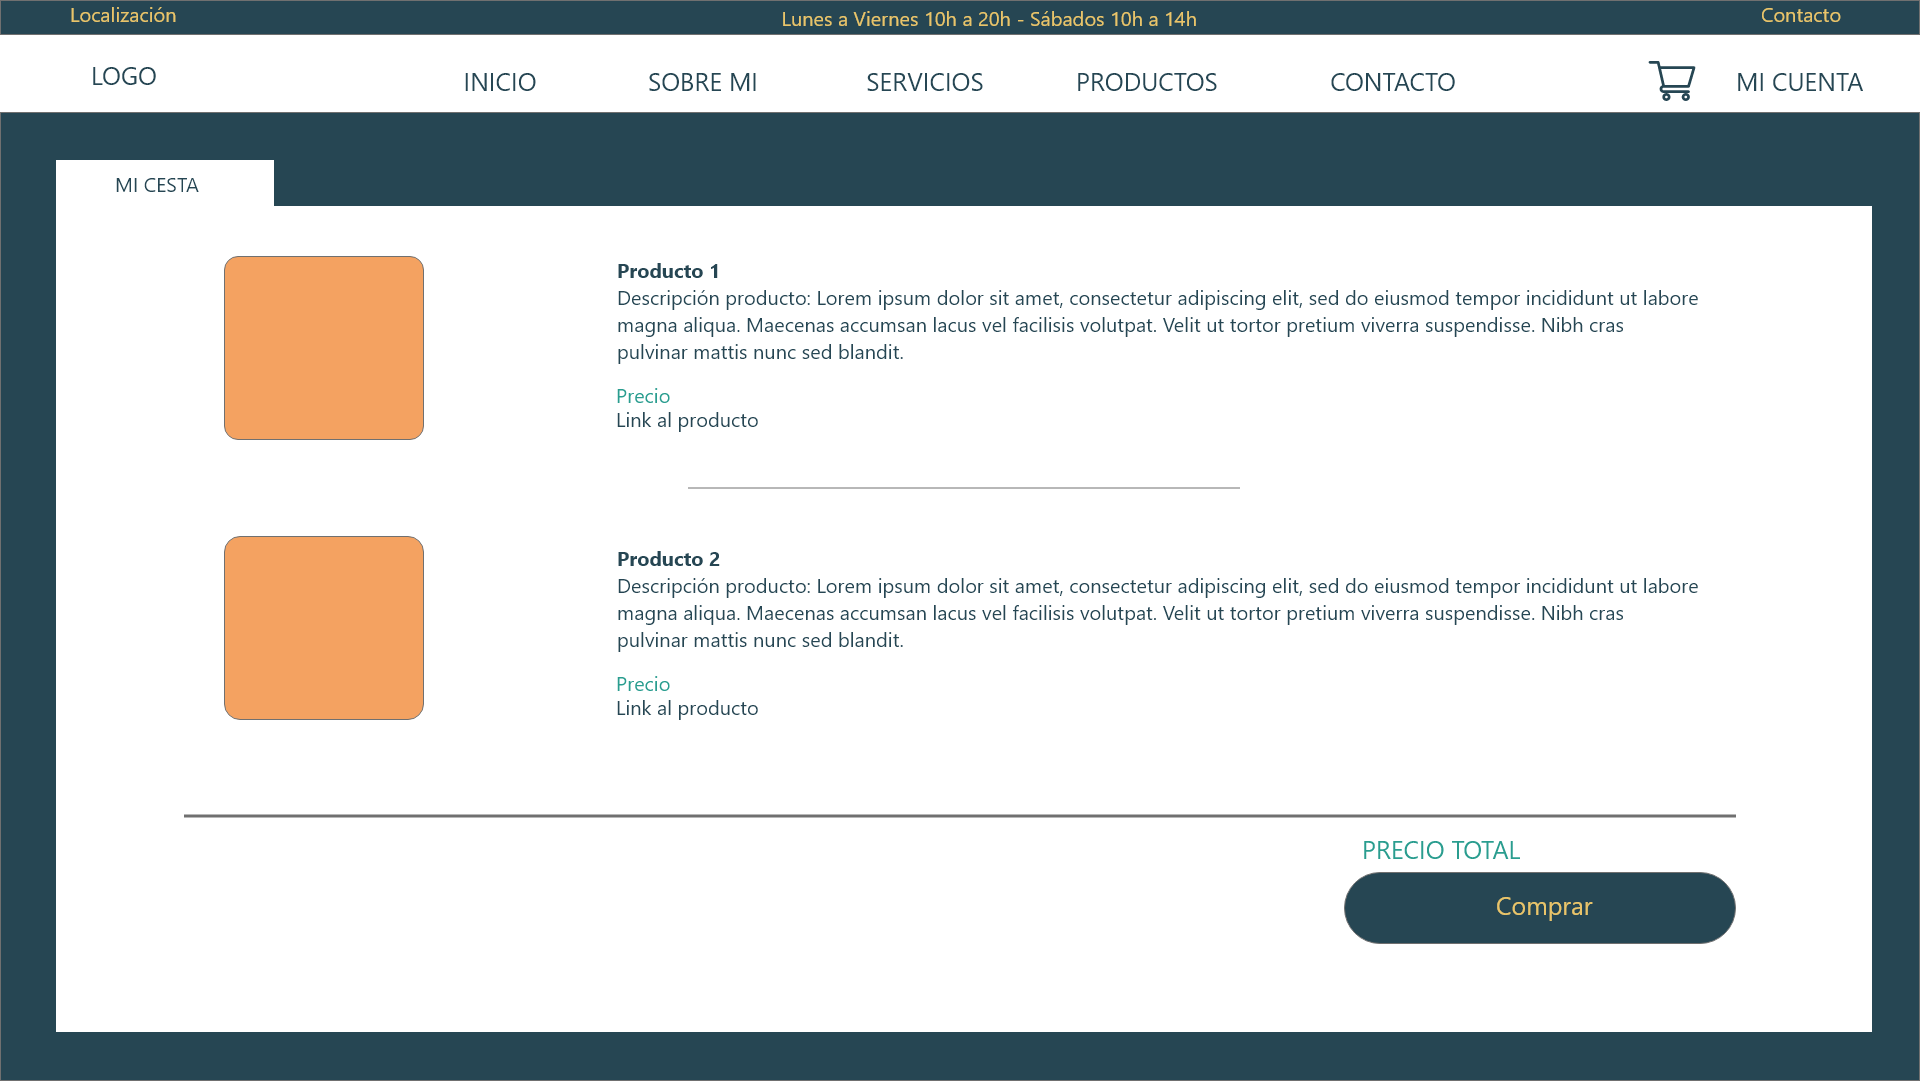 Localización
Lunes a Viernes 10h a 20h - Sábados 10h a 14h
Contacto
LOGO
INICIO
SOBRE MI
SERVICIOS
PRODUCTOS
CONTACTO
MI CUENTA
MI CESTA
Producto 1
Descripción producto: Lorem ipsum dolor sit amet, consectetur adipiscing elit, sed do eiusmod tempor incididunt ut labore
magna aliqua. Maecenas accumsan lacus vel facilisis volutpat. Velit ut tortor pretium viverra suspendisse. Nibh cras
pulvinar mattis nunc sed blandit.
Precio
Link al producto
Producto 2
Descripción producto: Lorem ipsum dolor sit amet, consectetur adipiscing elit, sed do eiusmod tempor incididunt ut labore
magna aliqua. Maecenas accumsan lacus vel facilisis volutpat. Velit ut tortor pretium viverra suspendisse. Nibh cras
pulvinar mattis nunc sed blandit.
Precio
Link al producto
PRECIO TOTAL
Comprar